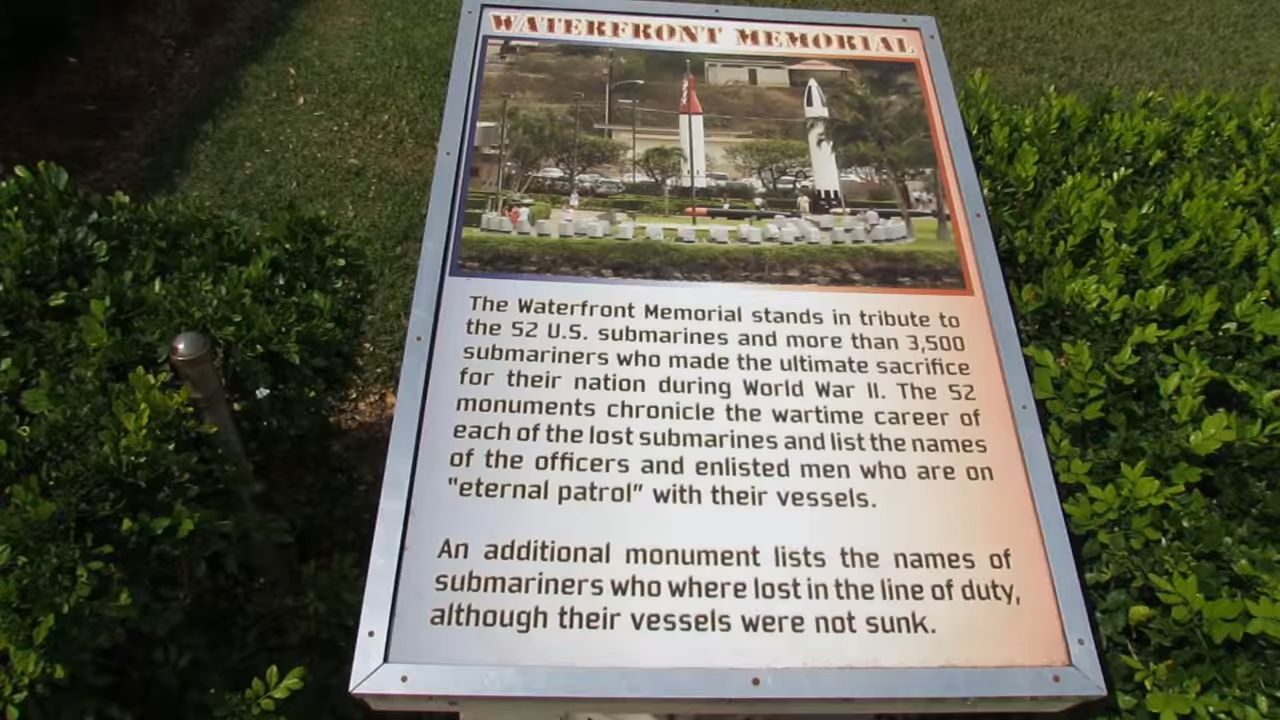 WATERFRONT MEMORIAL
The Waterfront Memorial stands in tribute to
the 52 U.S. submarines and more than 3,500
submariners who made the ultimate sacrifice
for their nation during World War II. The 52
monuments chronicle the wartime career of
each of the lost submarines and list the names
of the officers and enlisted men who are on
"eternal patrol" with their vessels.
An additional monument lists the names of
submariners who where lost in the line of duty,
although their vessels were not sunk.